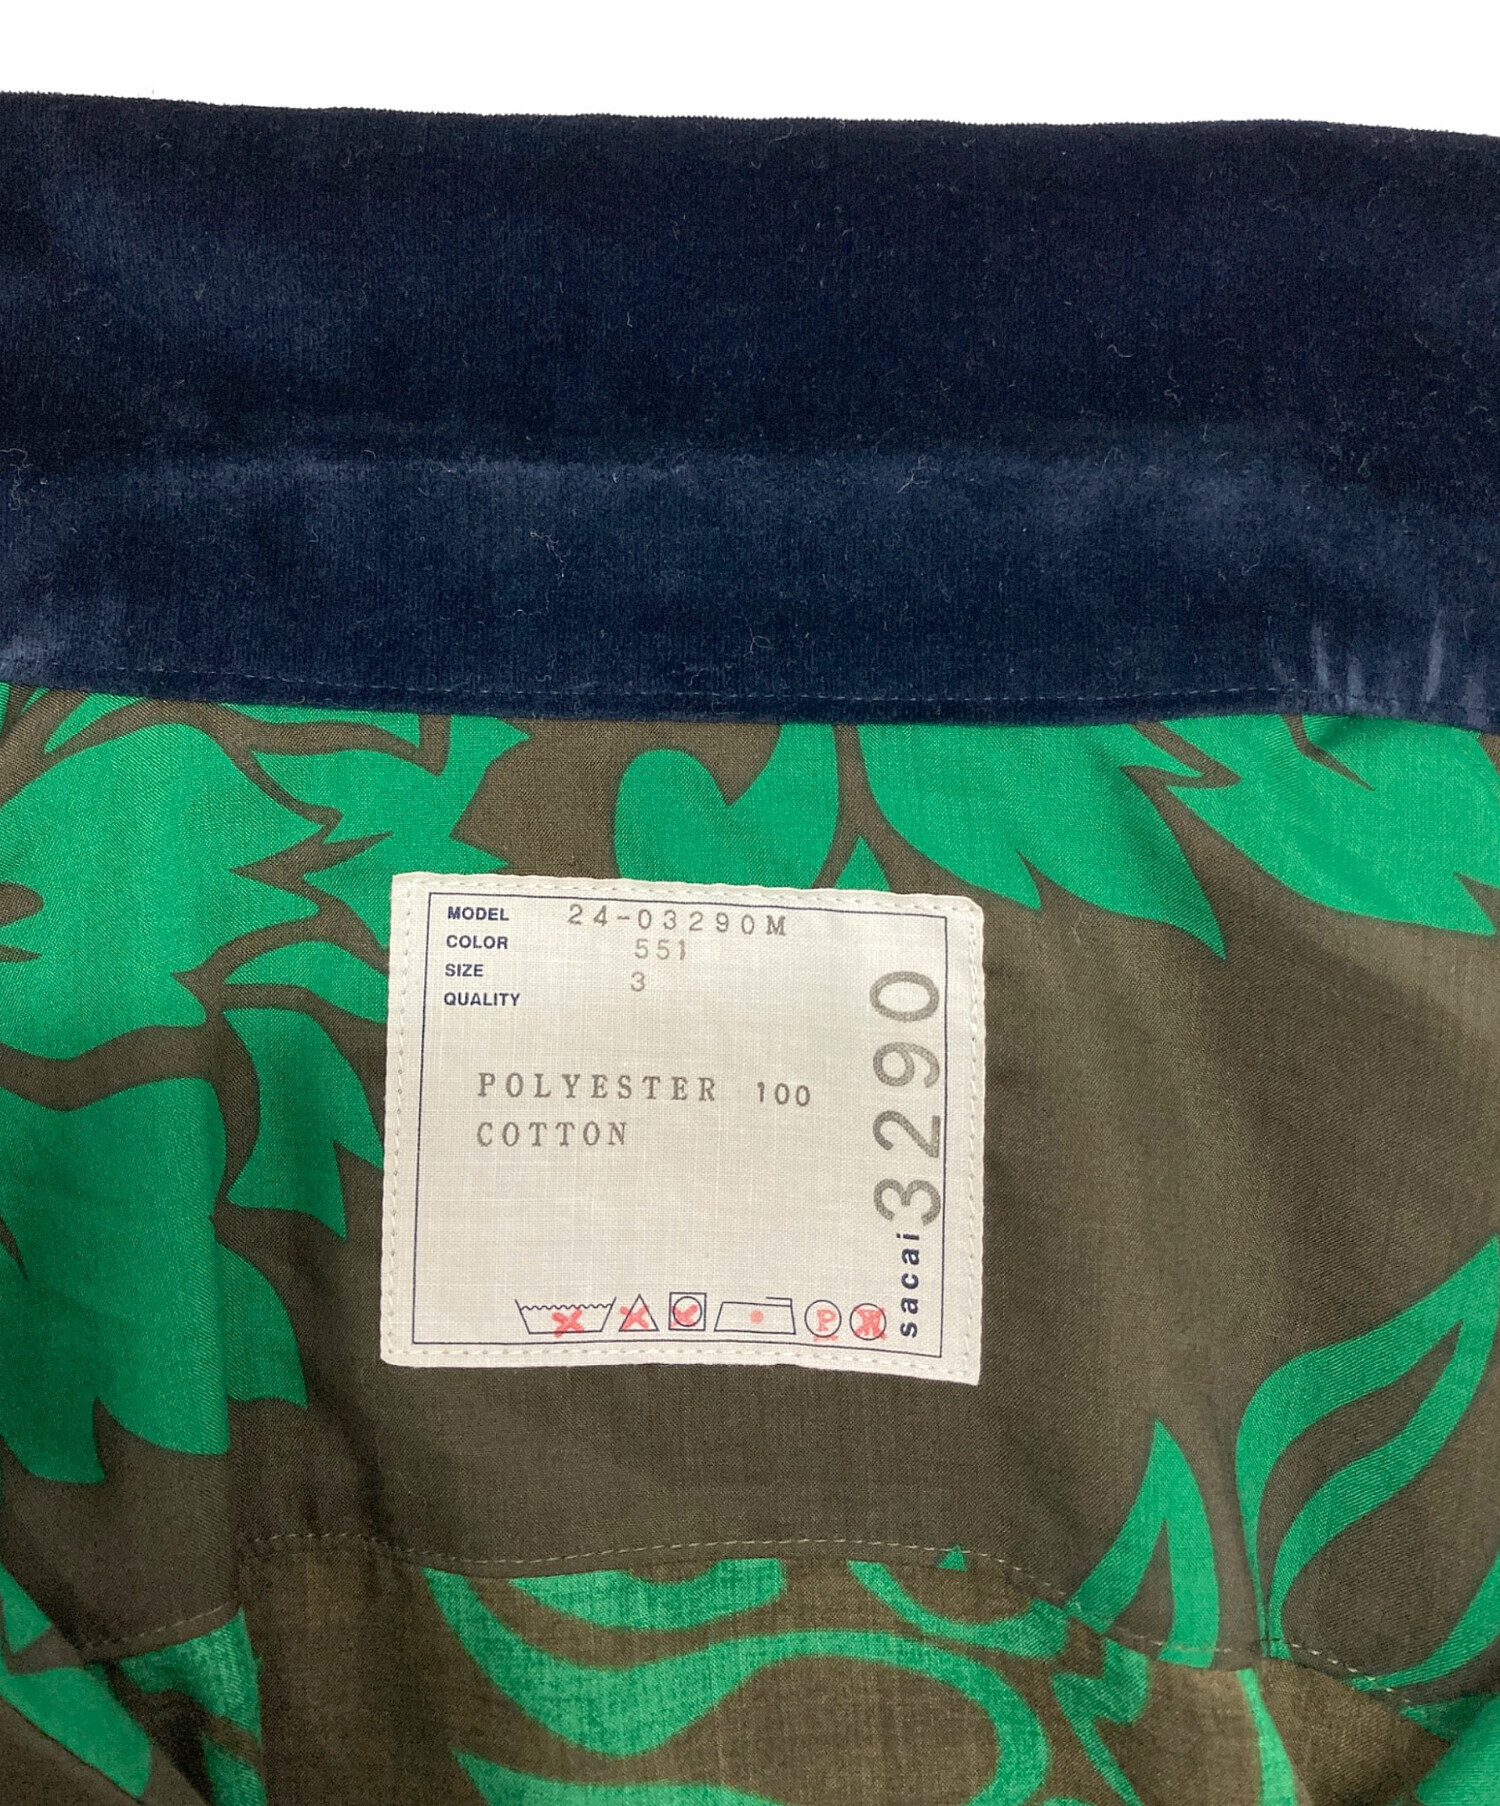 MODEL 24-03290M
COLOR 551
SIZE 3
QUALITY
POLYESTER 100
COTTON
sacai 3290
P
W